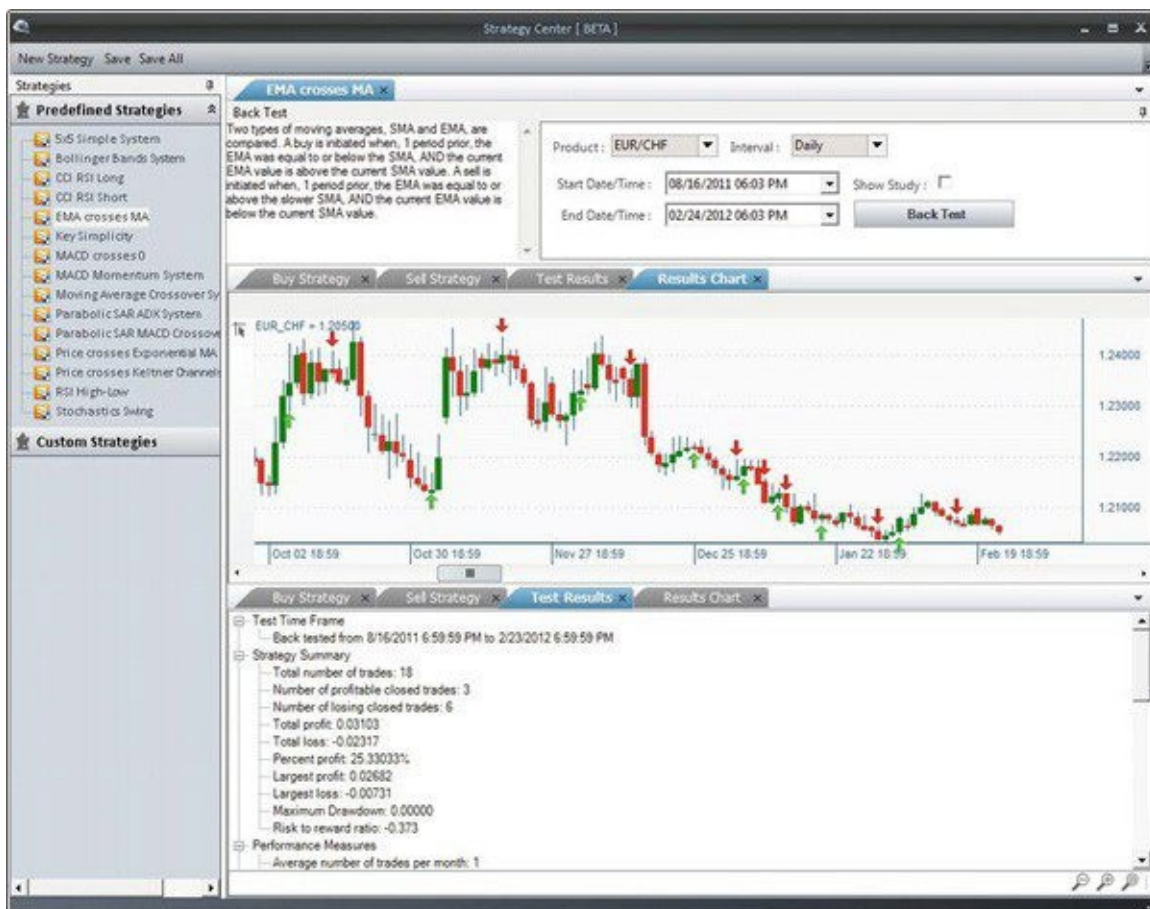 Strategy Center [ BETA ]
New Strategy Save Save All
Strategies
Predefined Strategies
5x5 Simple System
Bollinger Bands System
CCI RSI Long
CCI RSI Short
EMA crosses MA
Key Simplicity
MACD crosses 0
MACD Momentum System
Moving Average Crossover Sy
Parabolic SAR ADX System
Parabolic SAR MACD Crossove
Price crosses Exponential MA
Price crosses Keltner Channels
RSI High-Low
Stochastics Swing
Custom Strategies
EMA crosses MA
Back Test
Two types of moving averages, SMA and EMA, are
compared. A buy is initiated when, 1 period prior, the
EMA was equal to or below the SMA, AND the current
EMA value is above the current SMA value. A sell is
initiated when, 1 period prior, the EMA was equal to or
above the slower SMA, AND the current EMA value is
below the current SMA value.
Product : EUR/CHF Interval : Daily
Start Date/Time : 08/16/2011 06:03 PM Show Study :
End Date/Time : 02/24/2012 06:03 PM Back Test
Buy Strategy Sell Strategy Test Results Results Chart
EUR_CHF = 1.20500
1.24000
1.23000
1.22000
1.21000
Oct 02 18:59 Oct 30 18:59 Nov 27 18:59 Dec 25 18:59 Jan 22 18:59 Feb 19 18:59
Buy Strategy Sell Strategy Test Results Results Chart
Test Time Frame
Back tested from 8/16/2011 6:59:59 PM to 2/23/2012 6:59:59 PM
Strategy Summary
Total number of trades: 18
Number of profitable closed trades: 3
Number of losing closed trades: 6
Total profit: 0.03103
Total loss: -0.02317
Percent profit: 25.33033%
Largest profit: 0.02682
Largest loss: -0.00731
Maximum Drawdown: 0.00000
Risk to reward ratio: -0.373
Performance Measures
Average number of trades per month: 1